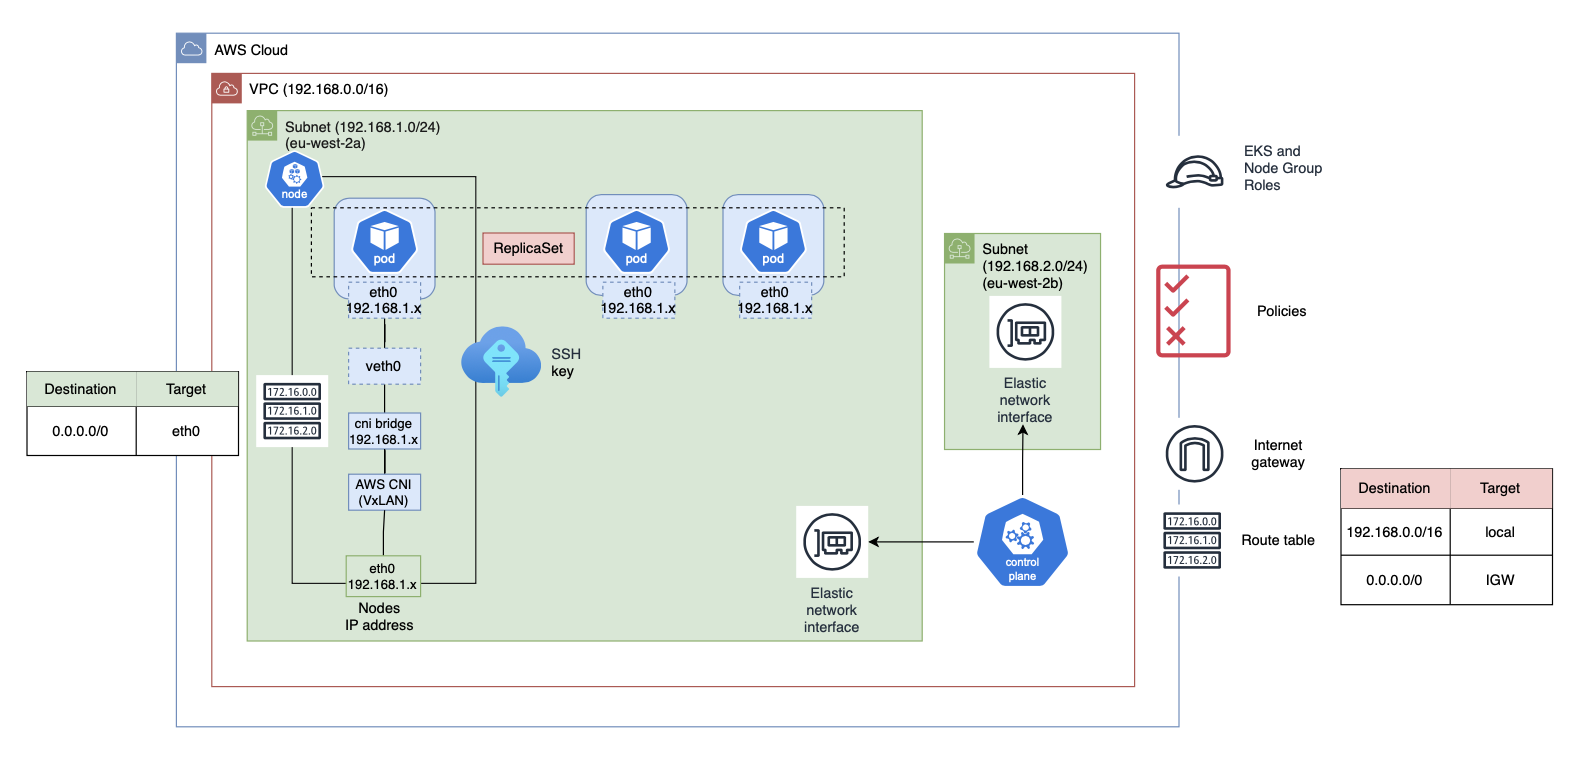 AWS Cloud
VPC (192.168.0.0/16)
Subnet (192.168.1.0/24)
(eu-west-2a)
node
pod
ReplicaSet
pod
pod
eth0
192.168.1.x
eth0
192.168.1.x
eth0
192.168.1.x
veth0
SSH
key
172.16.0.0
172.16.1.0
172.16.2.0
cni bridge
192.168.1.x
AWS CNI
(VxLAN)
eth0
192.168.1.x
Nodes
IP address
Destination Target
0.0.0.0/0 eth0
Elastic
network
interface
Subnet
(192.168.2.0/24)
(eu-west-2b)
Elastic
network
interface
control
plane
EKS and
Node Group
Roles
Policies
Internet
gateway
172.16.0.0
172.16.1.0
172.16.2.0
Route table
Destination Target
192.168.0.0/16 local
0.0.0.0/0 IGW